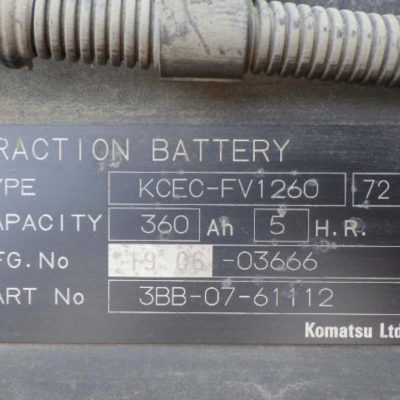 RACTION BATTERY
YPE KCEC-FV1260 72
APACITY 360 Ah 5 H.R.
FG.No 19 06 -03666
ART No 3BB-07-61112
Komatsu Ltd